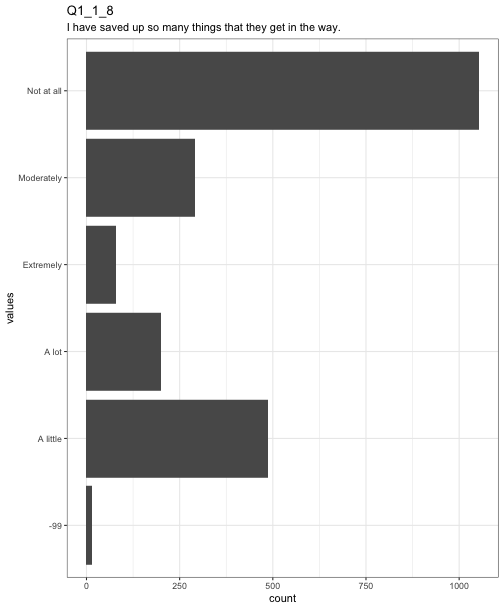 Q1_1_8
I have saved up so many things that they get in the way.
Not at all
Moderately
Extremely
A lot
A little
-99
values
0 250 500 750 1000
count